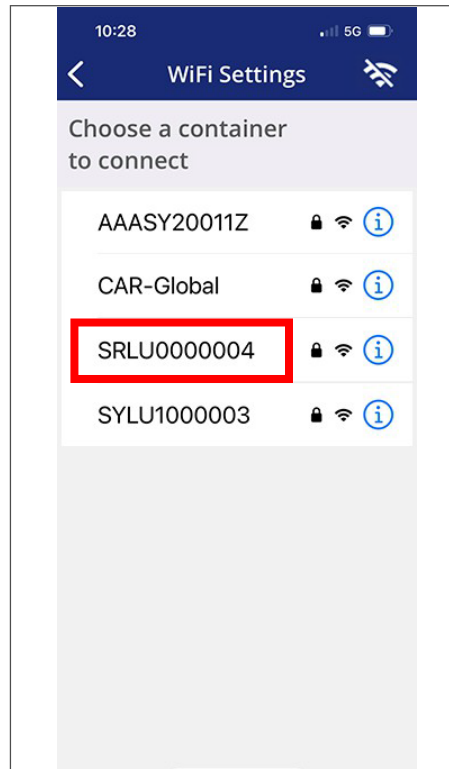 10:28
5G
WiFi Settings
Choose a container
to connect
AAASY20011Z
CAR-Global
SRLU0000004
SYLU1000003